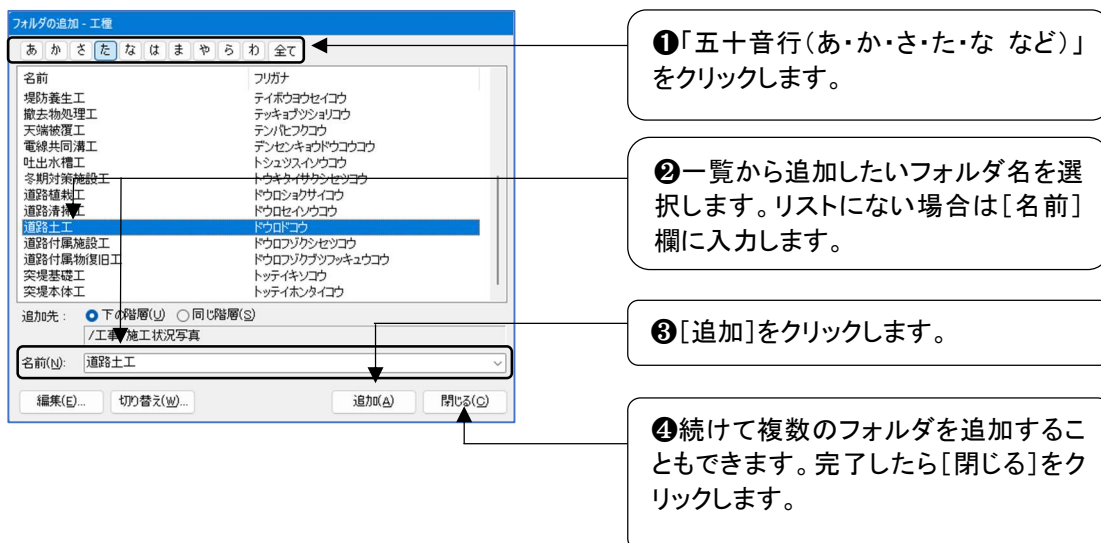 フォルダの追加 - 工種
あ か さ た な は ま や ら わ 全て
❶「五十音行(あ・か・さ・た・な など)」
をクリックします。
名前 フリガナ
堤防養生工 テイボウヨウセイコウ
撤去物処理工 テッキョブツショリコウ
天端被覆工 テンバヒフクコウ
電線共同溝工 デンセンキョウドウコウコウ
吐出水槽工 トシュツスイソウコウ
冬期対策施設工 トウキタイサクシセツコウ
道路植栽工 ドウロショクサイコウ
道路清掃工 ドウロセイソウコウ
道路土工 ドウロドコウ
道路付属施設工 ドウロフゾクシセツコウ
道路付属物復旧工 ドウロフゾクブツフッキュウコウ
突堤基礎工 トッテイキソコウ
突堤本体工 トッテイホンタイコウ
❷一覧から追加したいフォルダ名を選
択します。リストにない場合は[名前]
欄に入力します。
追加先: 下の階層(U) 同じ階層(S)
/工事/施工状況写真
名前(N): 道路土工
❸[追加]をクリックします。
編集(E)... 切り替え(W)... 追加(A) 閉じる(C)
❹続けて複数のフォルダを追加するこ
ともできます。完了したら[閉じる]をク
リックします。